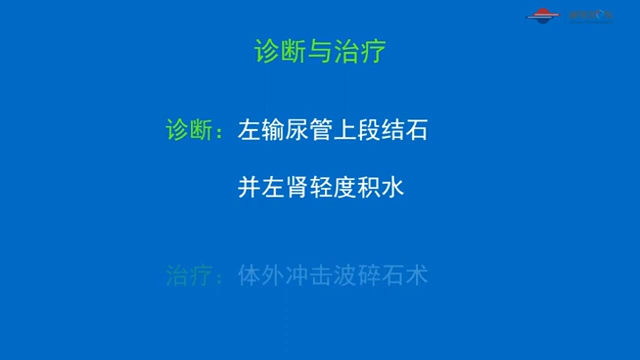 诊断与治疗
诊断：左输尿管上段结石
并左肾轻度积水
治疗：体外冲击波碎石术